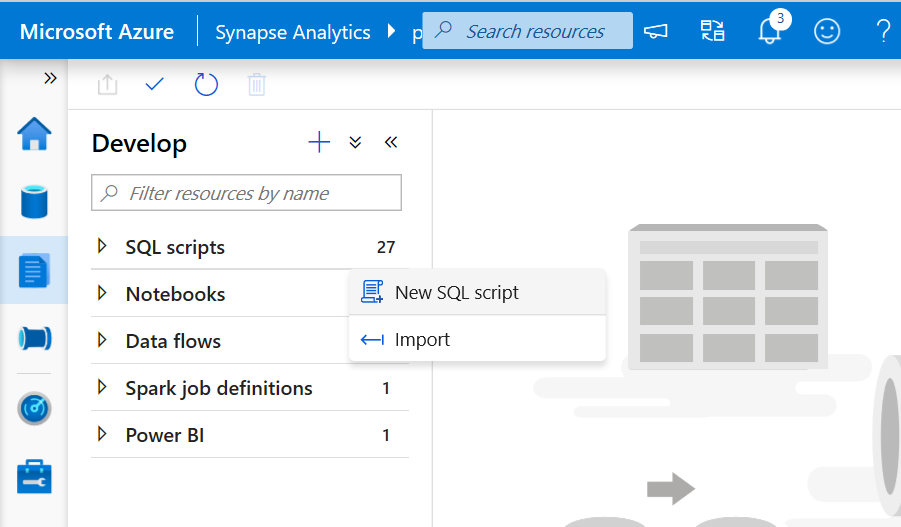 Microsoft Azure
Synapse Analytics
p
Search resources
3
?
Develop
Filter resources by name
SQL scripts 27
Notebooks
New SQL script
Data flows
Import
Spark job definitions 1
Power BI 1